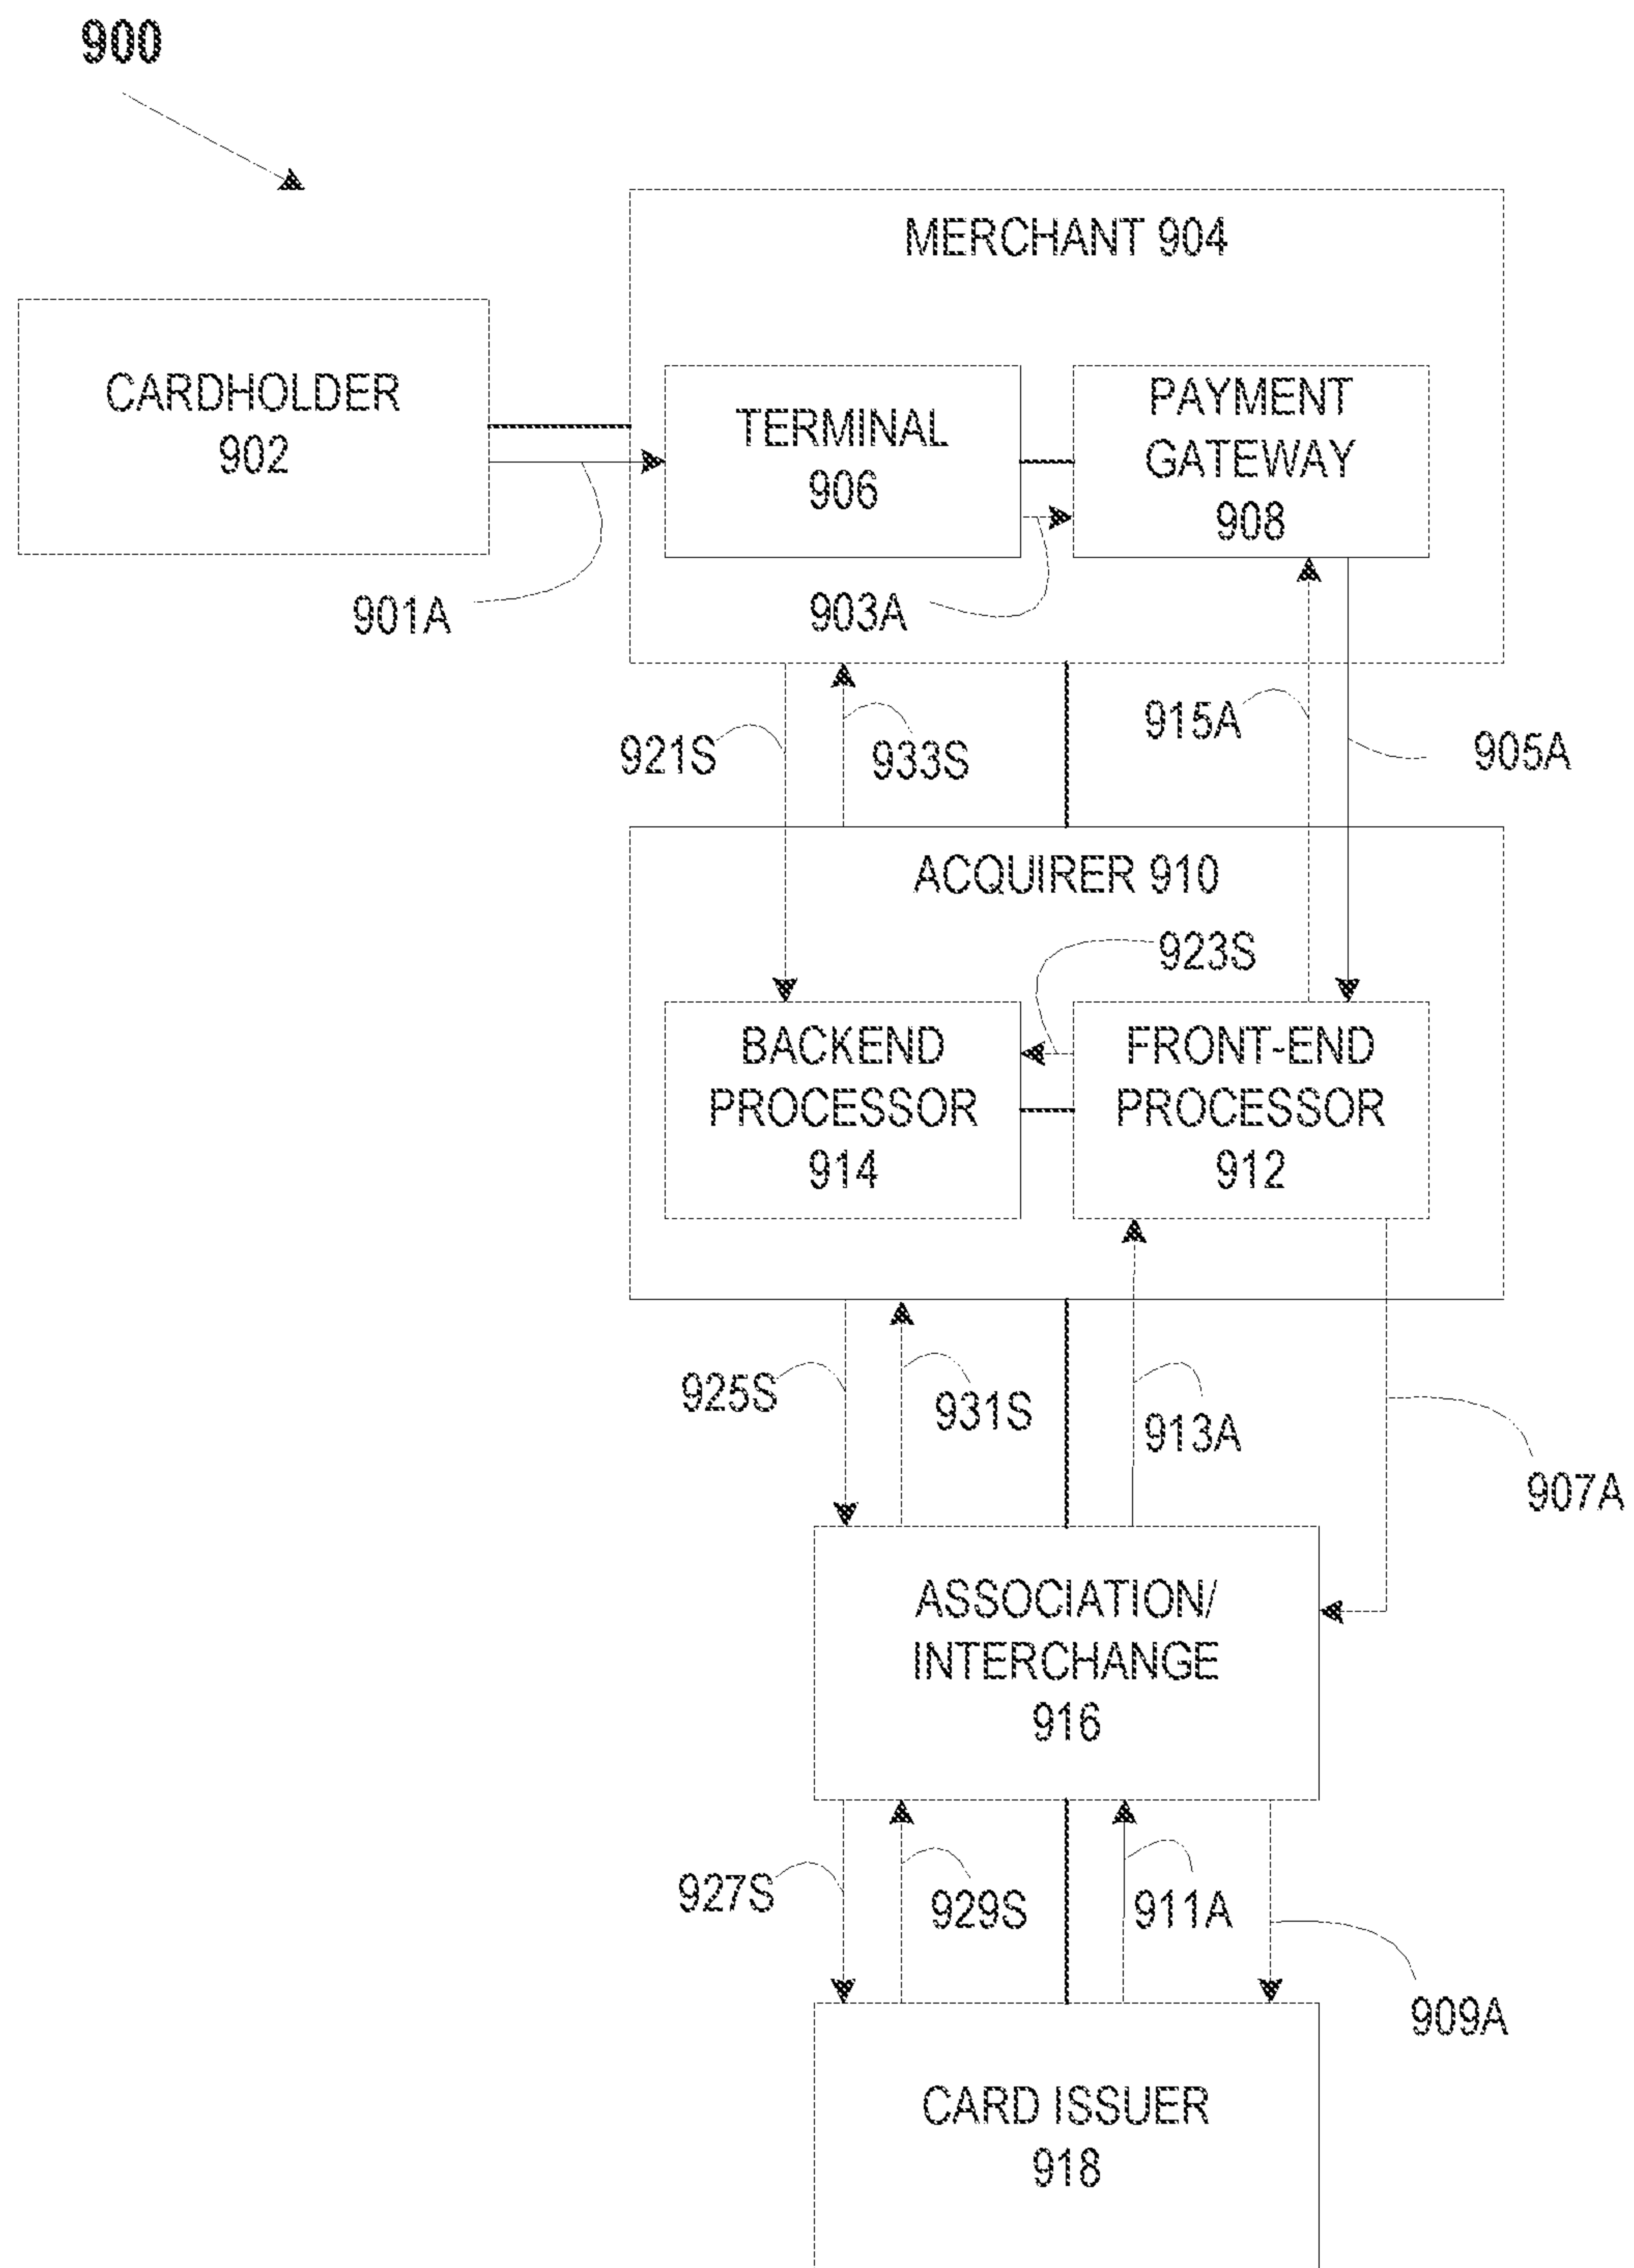 900
MERCHANT 904
CARDHOLDER
902
TERMINAL
906
PAYMENT
GATEWAY
908
901A
903A
921S
933S
915A
905A
ACQUIRER 910
923S
BACKEND
PROCESSOR
914
FRONT-END
PROCESSOR
912
925S
931S
913A
907A
ASSOCIATION/
INTERCHANGE
916
927S
929S
911A
909A
CARD ISSUER
918